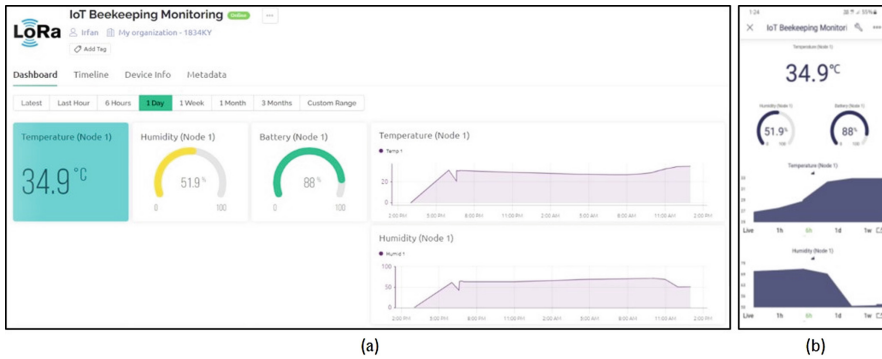 LoRa
IoT Beekeeping Monitoring Online ...
Irfan My organization - 1834KY
Add Tag
Dashboard Timeline Device Info Metadata
Latest Last Hour 6 Hours 1 Day 1 Week 1 Month 3 Months Custom Range
Temperature (Node 1)
34.9 °C
Humidity (Node 1)
51.9 %
0 100
Battery (Node 1)
88 %
0 100
Temperature (Node 1)
Temp 1
20
0
2:00 PM 5:00 PM 8:00 PM 11:00 PM 2:00 AM 5:00 AM 8:00 AM 11:00 AM 2:00 PM
Humidity (Node 1)
Humid 1
100
50
0
2:00 PM 5:00 PM 8:00 PM 11:00 PM 2:00 AM 5:00 AM 8:00 AM 11:00 AM 2:00 PM
(a)
1:24 55%
IoT Beekeeping Monitori
Temperature (Node 1)
34.9°C
Humidity (Node 1) Battery (Node 1)
51.9% 88%
0 100 0 100
Temperature (Node 1)
Live 1h 6h 1d 1w
Humidity (Node 1)
Live 1h 6h 1d 1w
(b)